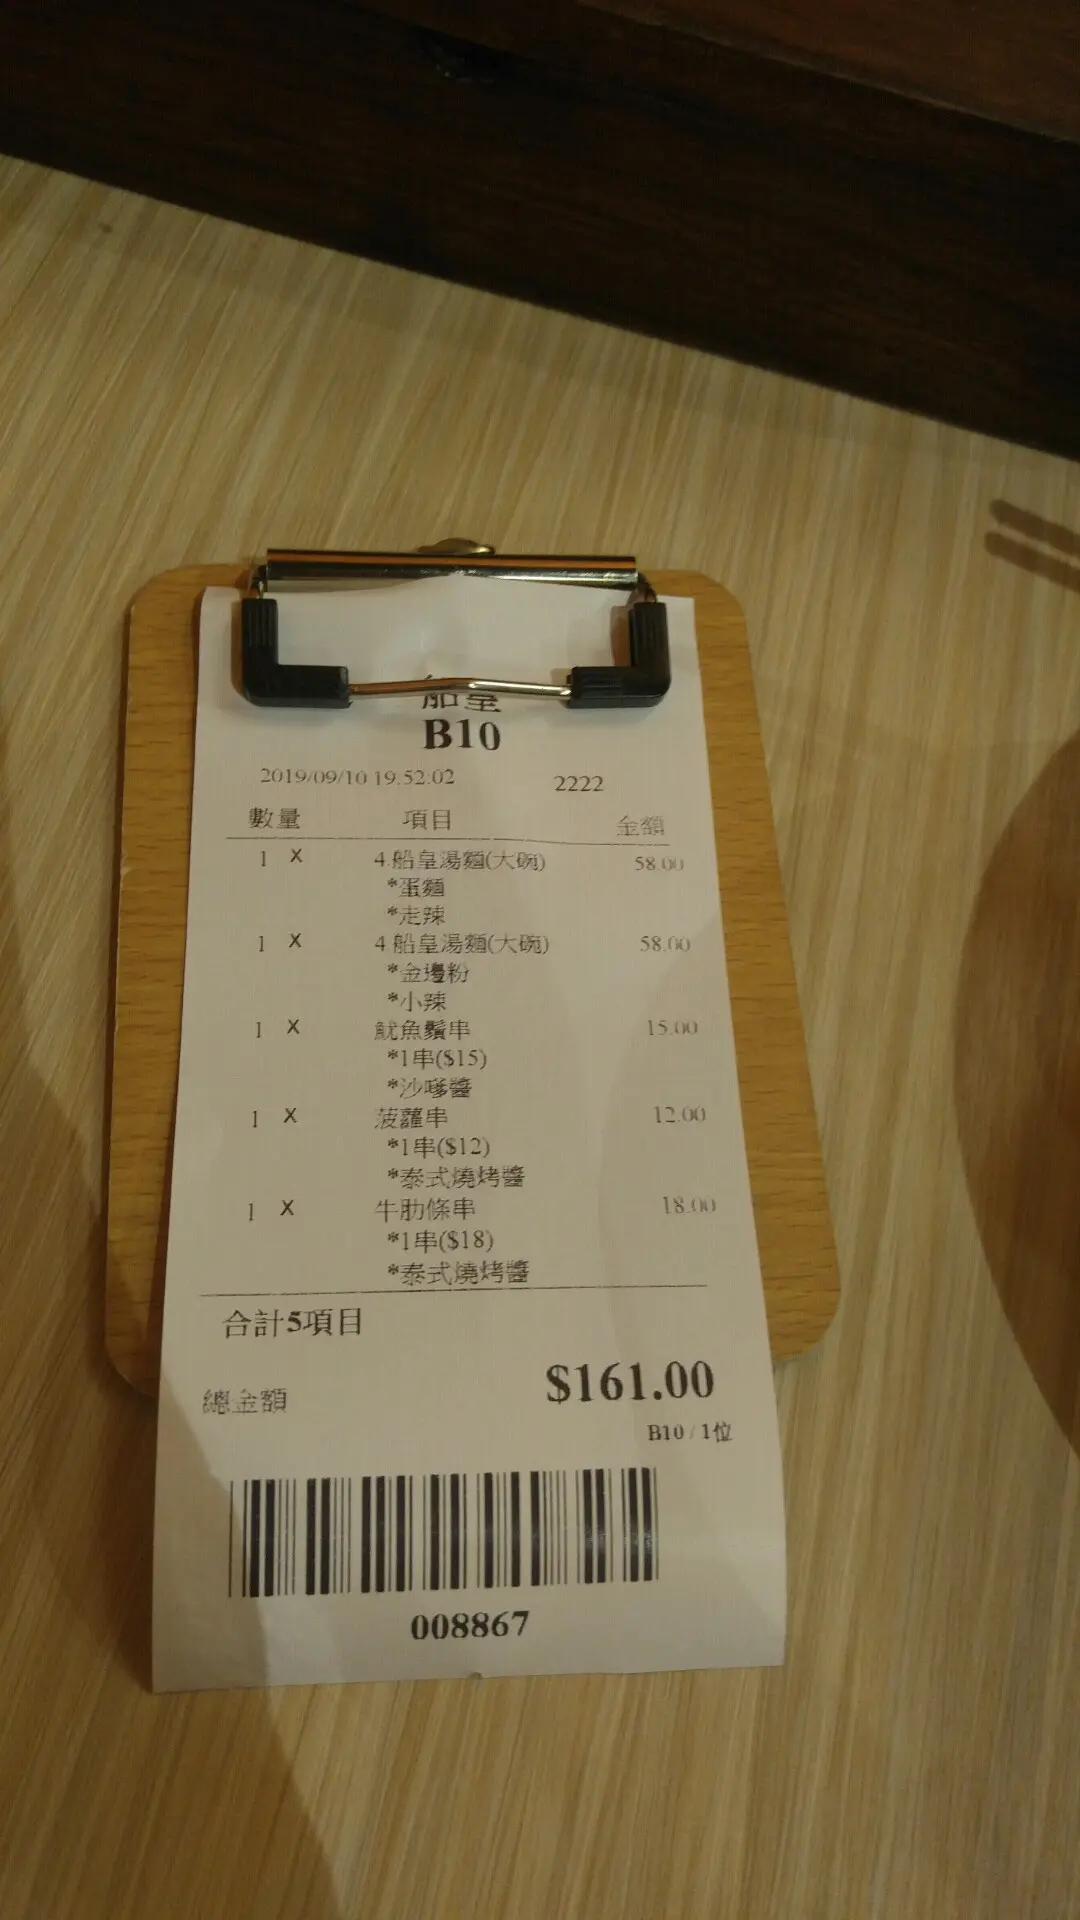 船皇
B10
2019/09/10 19:52:02 2222
數量 項目 金額
1 X 4.船皇湯麵(大碗) 58.00
*蛋麵
*走辣
1 X 4.船皇湯麵(大碗) 58.00
*金邊粉
*小辣
1 X 魷魚鬚串 15.00
*1串($15)
*沙嗲醬
1 X 菠蘿串 12.00
*1串($12)
*泰式燒烤醬
1 X 牛肋條串 18.00
*1串($18)
*泰式燒烤醬
合計5項目
總金額 $161.00
B10 / 1位
008867